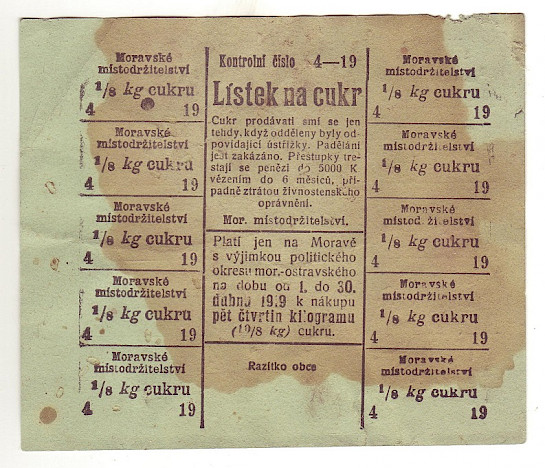 Moravské
místodržitelství
1/8 kg cukru
4 19
Moravské
místodržitelství
1/8 kg cukru
4 19
Moravské
místodržitelství
1/8 kg cukru
4 19
Moravské
místodržitelství
1/8 kg cukru
4 19
Moravské
místodržitelství
1/8 kg cukru
4 19
Kontrolní číslo 4—19
Lístek na cukr
Cukr prodávati smí se jen
tehdy, když odděleny byly od-
povídající ústřižky. Padělání
jest zakázáno. Přestupky tre-
stají se penězi do 5000 K
vězením do 6 měsíců, pří-
padně ztrátou živnostenského
oprávnění.
Mor. místodržitelství.
Platí jen na Moravě
s výjimkou politického
okresu mor.-ostravského
na dobu od 1. do 30.
dubna 1919 k nákupu
pět čtvrtin kilogramu
(10/8 kg) cukru.
Razítko obce
Moravské
místodržitelství
1/8 kg cukru
4 19
Moravské
místodržitelství
1/8 kg cukru
4 19
Moravské
místodržitelství
1/8 kg cukru
4 19
Moravské
místodržitelství
1/8 kg cukru
4 19
Moravské
místodržitelství
1/8 kg cukru
4 19